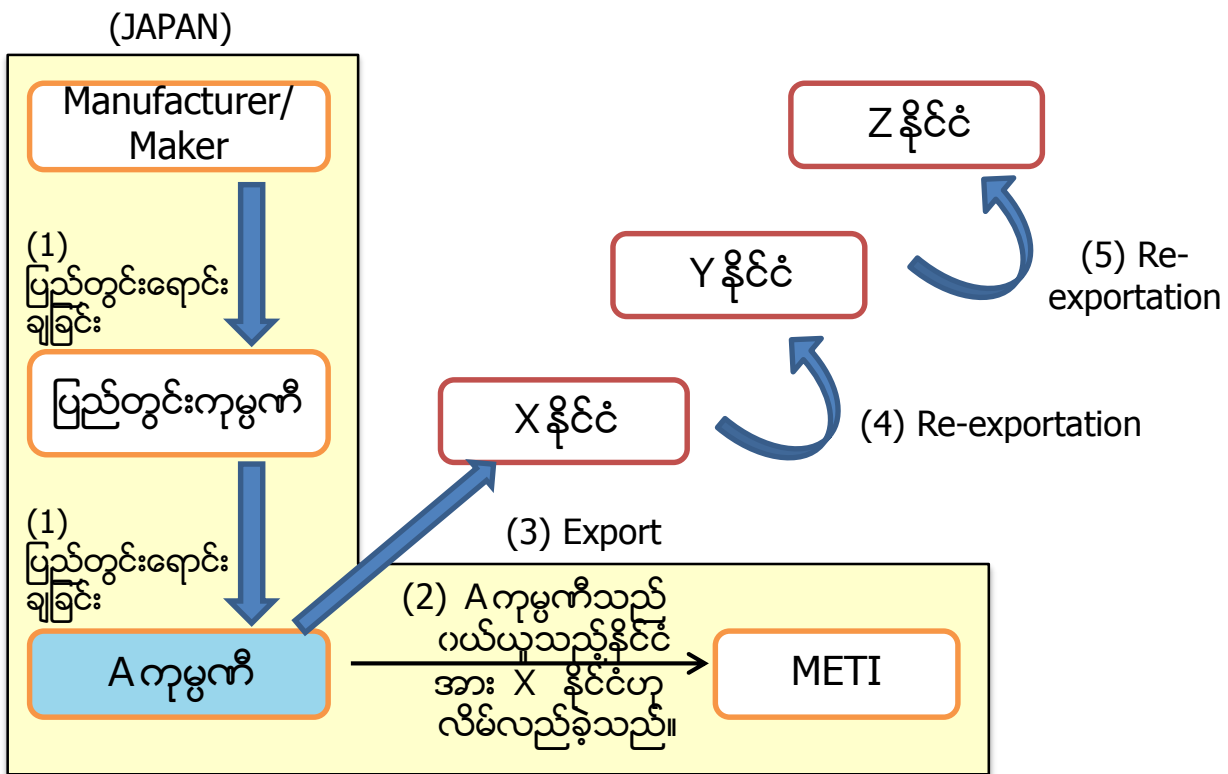 (JAPAN)
Manufacturer/
Maker
(1)
ပြည်တွင်းရောင်း
ချခြင်း
ပြည်တွင်းကုမ္ပဏီ
(1)
ပြည်တွင်းရောင်း
ချခြင်း
A ကုမ္ပဏီ
(2) A ကုမ္ပဏီသည်
ဝယ်ယူသည့်နိုင်ငံ
အား X နိုင်ငံဟု
လိမ်လည်ခဲ့သည်။
METI
(3) Export
X နိုင်ငံ
(4) Re-exportation
Y နိုင်ငံ
(5) Re-
exportation
Z နိုင်ငံ